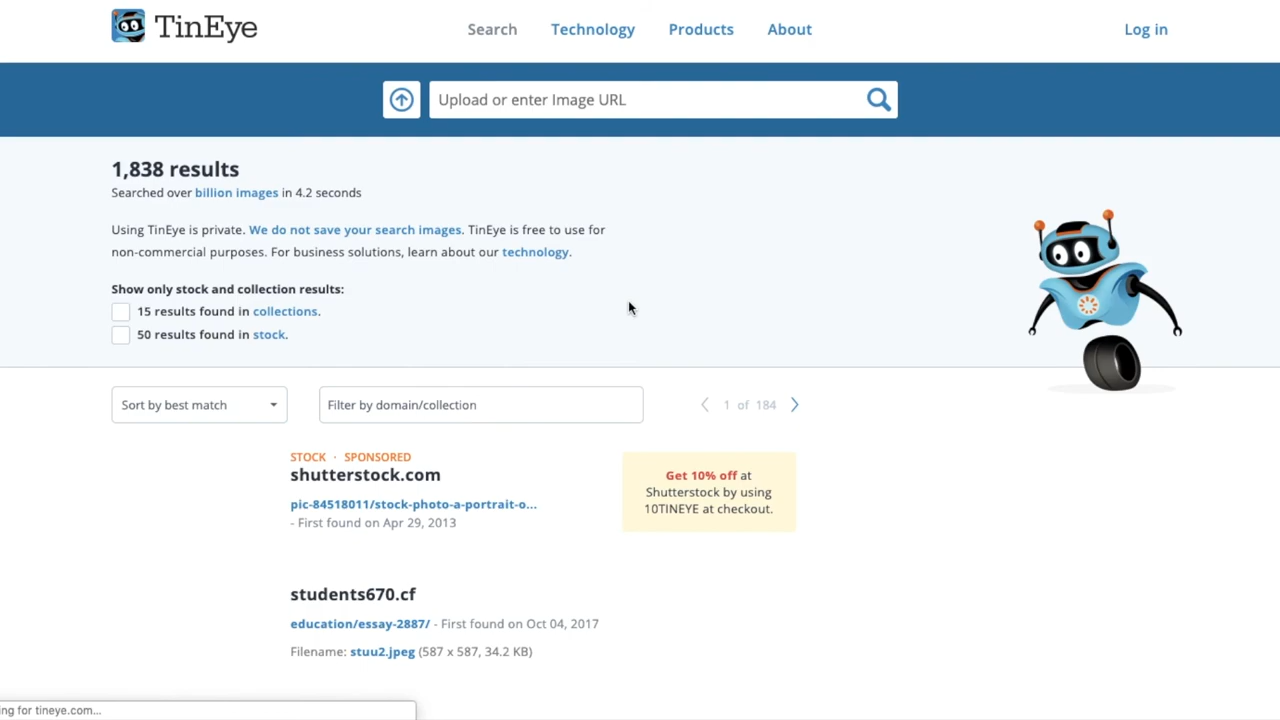 TinEye
Search Technology Products About Log in
Upload or enter Image URL
1,838 results
Searched over billion images in 4.2 seconds
Using TinEye is private. We do not save your search images. TinEye is free to use for
non-commercial purposes. For business solutions, learn about our technology.
Show only stock and collection results:
15 results found in collections.
50 results found in stock.
Sort by best match
Filter by domain/collection
1 of 184
STOCK · SPONSORED
shutterstock.com
pic-84518011/stock-photo-a-portrait-o...
- First found on Apr 29, 2013
Get 10% off at
Shutterstock by using
10TINEYE at checkout.
students670.cf
education/essay-2887/ - First found on Oct 04, 2017
Filename: stuu2.jpeg (587 x 587, 34.2 KB)
ing for tineye.com...